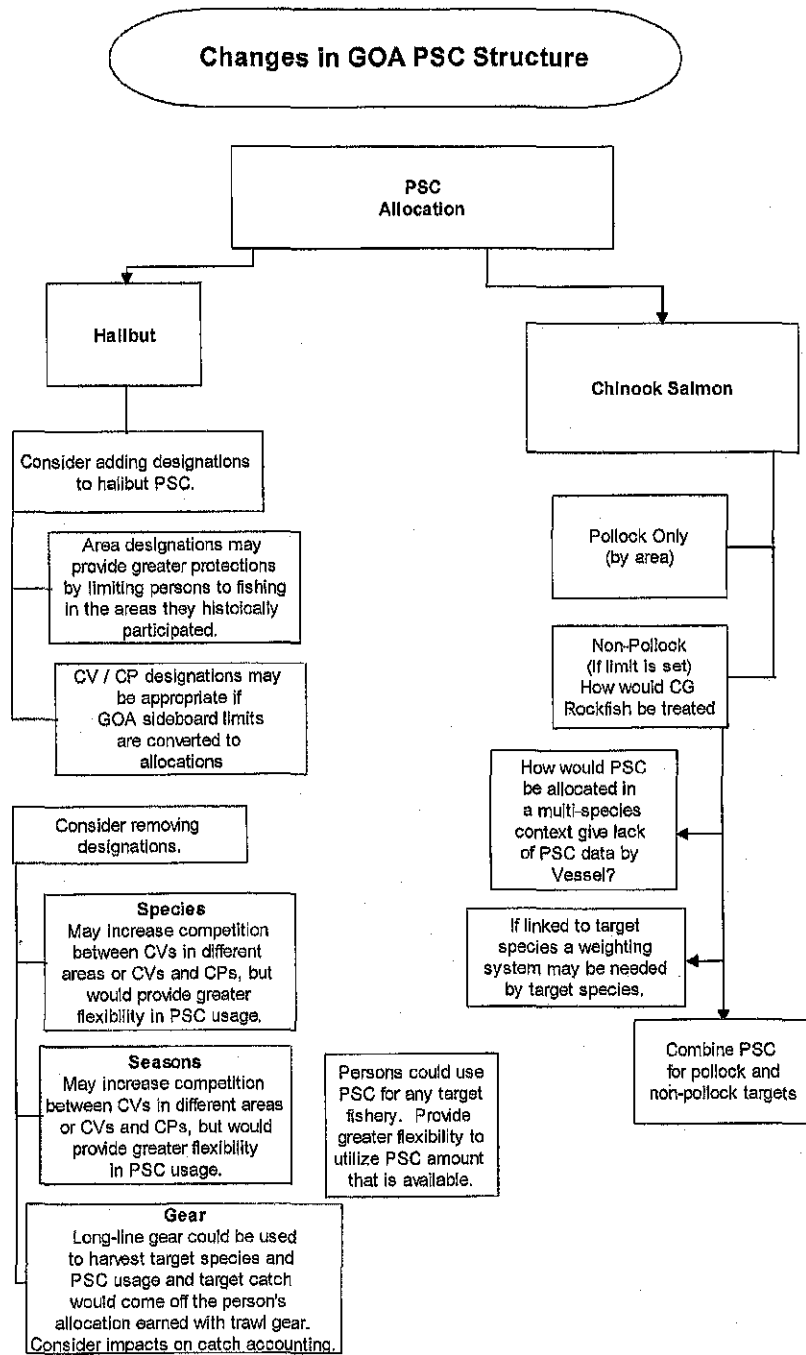 Changes in GOA PSC Structure
PSC
Allocation
Halibut
Consider adding designations
to halibut PSC.
Area designations may
provide greater protections
by limiting persons to fishing
in the areas they histoically
participated.
CV / CP designations may
be appropriate if
GOA sideboard limits
are converted to
allocations
Consider removing
designations.
Species
May increase competition
between CVs in different
areas or CVs and CPs, but
would provide greater
flexibility in PSC usage.
Seasons
May increase competition
between CVs in different areas
or CVs and CPs, but would
provide greater flexibility
in PSC usage.
Gear
Long-line gear could be used
to harvest target species and
PSC usage and target catch
would come off the person's
allocation earned with trawl gear.
Consider impacts on catch accounting.
Persons could use
PSC for any target
fishery. Provide
greater flexibility to
utilize PSC amount
that is available.
Chinook Salmon
Pollock Only
(by area)
Non-Pollock
(If limit is set)
How would CG
Rockfish be treated
How would PSC
be allocated in
a multi-species
context give lack
of PSC data by
Vessel?
If linked to target
species a weighting
system may be needed
by target species.
Combine PSC
for pollock and
non-pollock targets